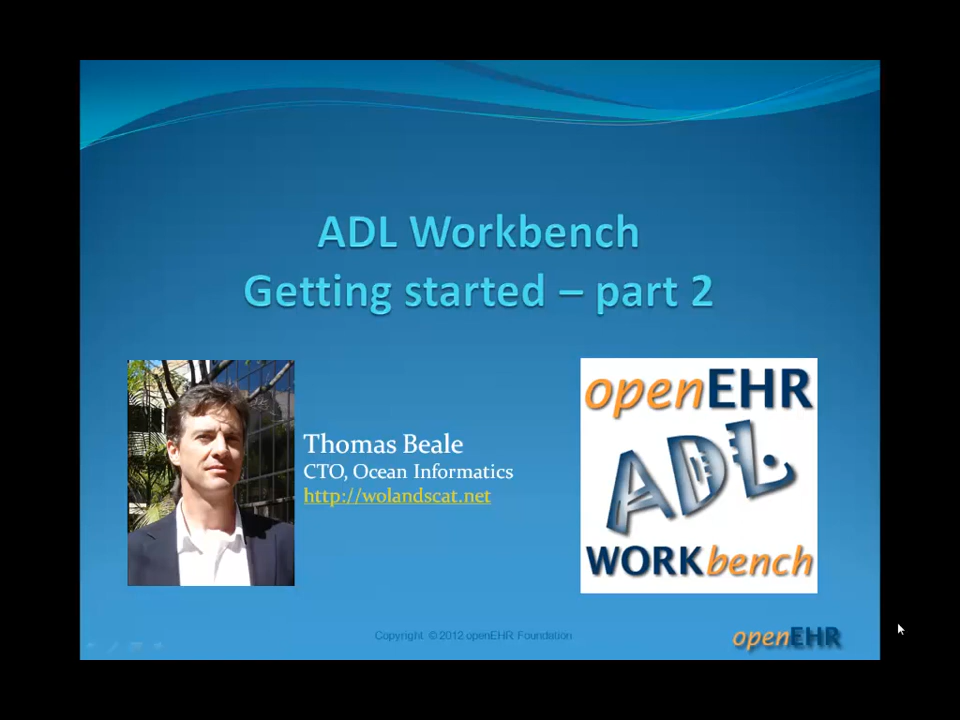 ADL Workbench
Getting started – part 2
Thomas Beale
CTO, Ocean Informatics
http://wolandscat.net
openEHR
ADL
WORKbench
Copyright © 2012 openEHR Foundation
openEHR